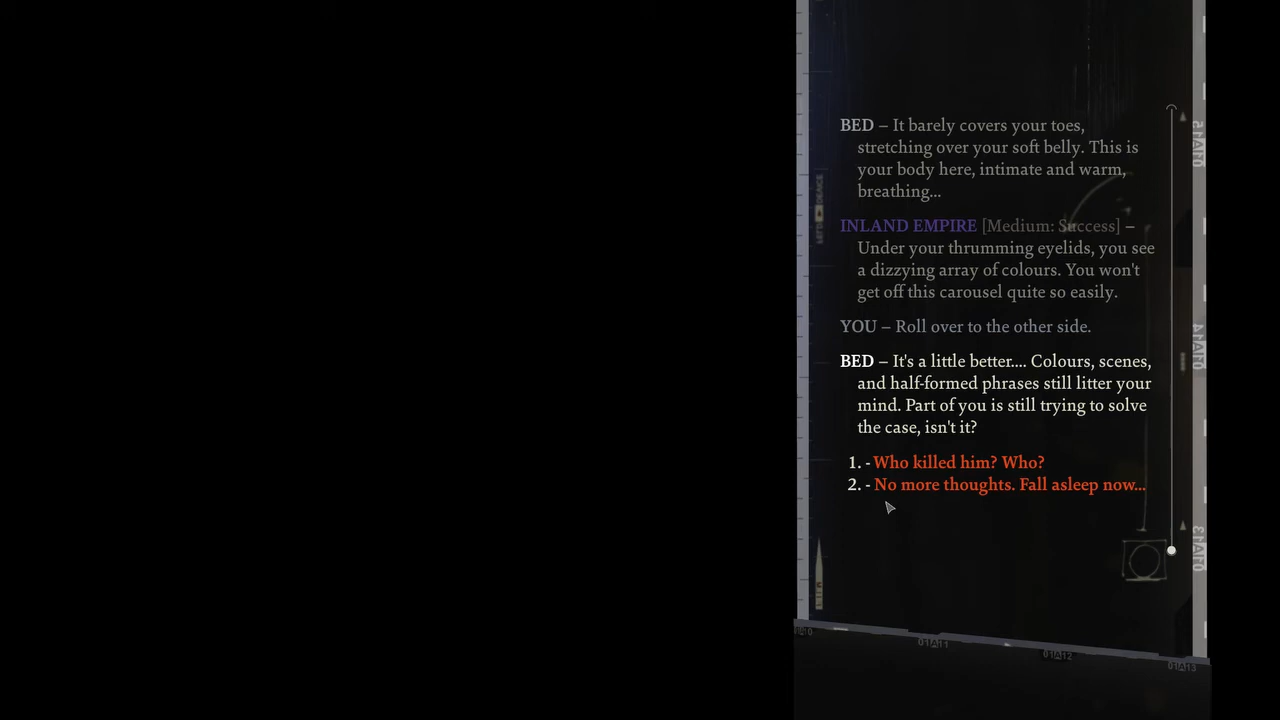 BED – It barely covers your toes,
stretching over your soft belly. This is
your body here, intimate and warm,
breathing...
INLAND EMPIRE [Medium: Success] –
Under your thrumming eyelids, you see
a dizzying array of colours. You won't
get off this carousel quite so easily.
YOU – Roll over to the other side.
BED – It's a little better.... Colours, scenes,
and half-formed phrases still litter your
mind. Part of you is still trying to solve
the case, isn't it?
1. - Who killed him? Who?
2. - No more thoughts. Fall asleep now...